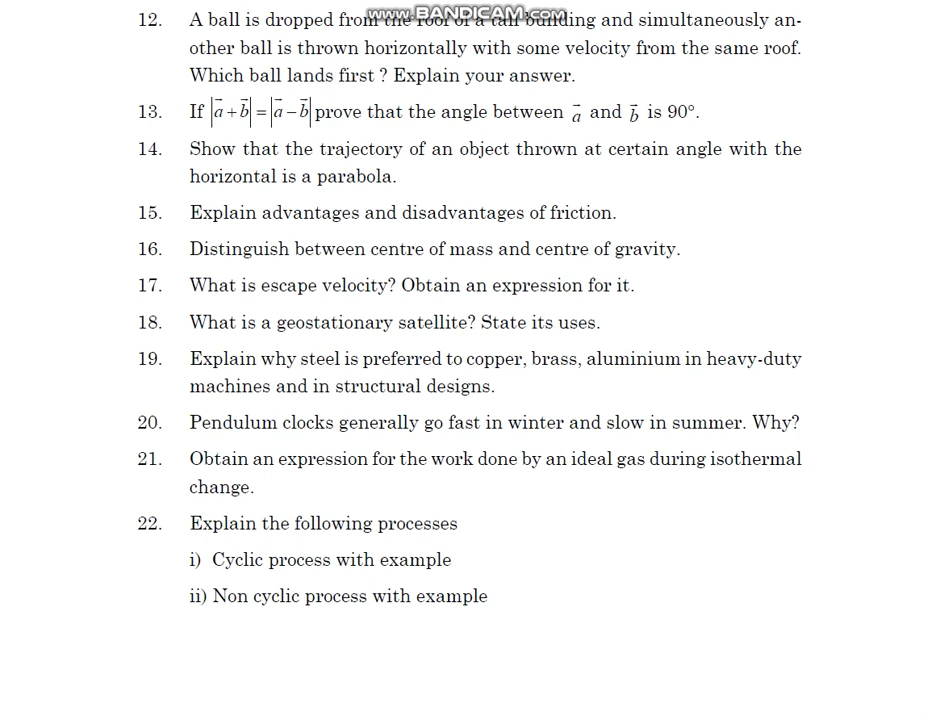 www.BANDICAM.com
12. A ball is dropped from the roof of a tall building and simultaneously an-
other ball is thrown horizontally with some velocity from the same roof.
Which ball lands first ? Explain your answer.
13. If |a⃗ + b⃗| = |a⃗ − b⃗| prove that the angle between a⃗ and b⃗ is 90°.
14. Show that the trajectory of an object thrown at certain angle with the
horizontal is a parabola.
15. Explain advantages and disadvantages of friction.
16. Distinguish between centre of mass and centre of gravity.
17. What is escape velocity? Obtain an expression for it.
18. What is a geostationary satellite? State its uses.
19. Explain why steel is preferred to copper, brass, aluminium in heavy-duty
machines and in structural designs.
20. Pendulum clocks generally go fast in winter and slow in summer. Why?
21. Obtain an expression for the work done by an ideal gas during isothermal
change.
22. Explain the following processes
i) Cyclic process with example
ii) Non cyclic process with example